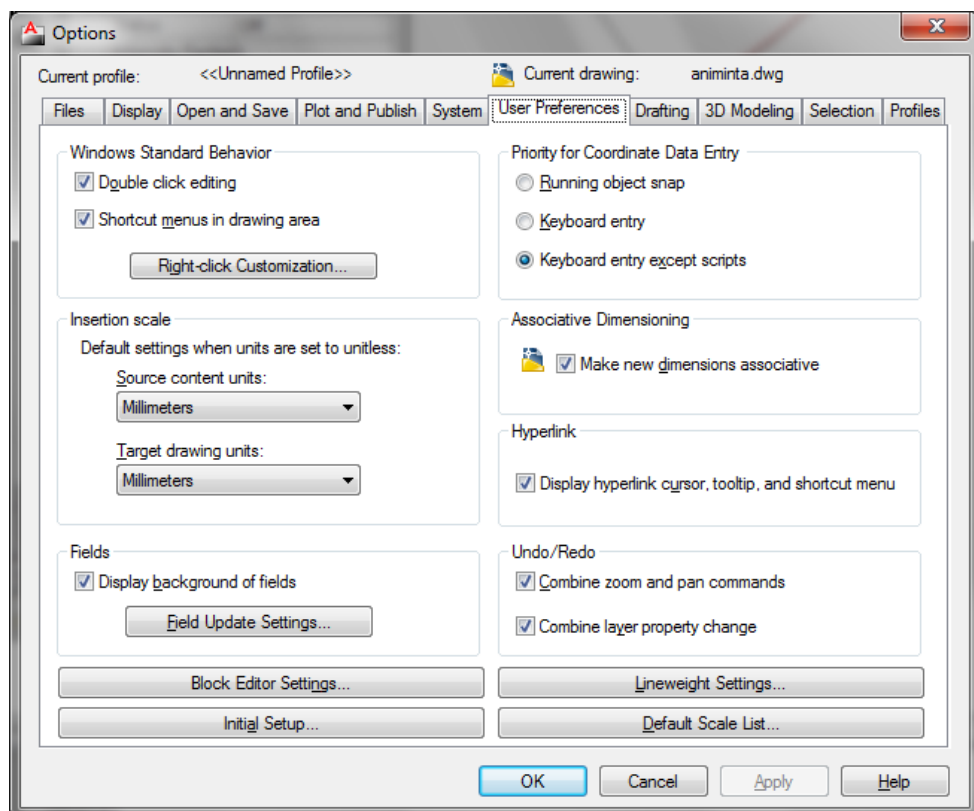 Options
Current profile: <<Unnamed Profile>> Current drawing: animinta.dwg
Files Display Open and Save Plot and Publish System User Preferences Drafting 3D Modeling Selection Profiles
Windows Standard Behavior
Double click editing
Shortcut menus in drawing area
Right-click Customization...
Priority for Coordinate Data Entry
Running object snap
Keyboard entry
Keyboard entry except scripts
Insertion scale
Default settings when units are set to unitless:
Source content units:
Millimeters
Target drawing units:
Millimeters
Associative Dimensioning
Make new dimensions associative
Hyperlink
Display hyperlink cursor, tooltip, and shortcut menu
Fields
Display background of fields
Field Update Settings...
Undo/Redo
Combine zoom and pan commands
Combine layer property change
Block Editor Settings... Lineweight Settings...
Initial Setup... Default Scale List...
OK Cancel Apply Help